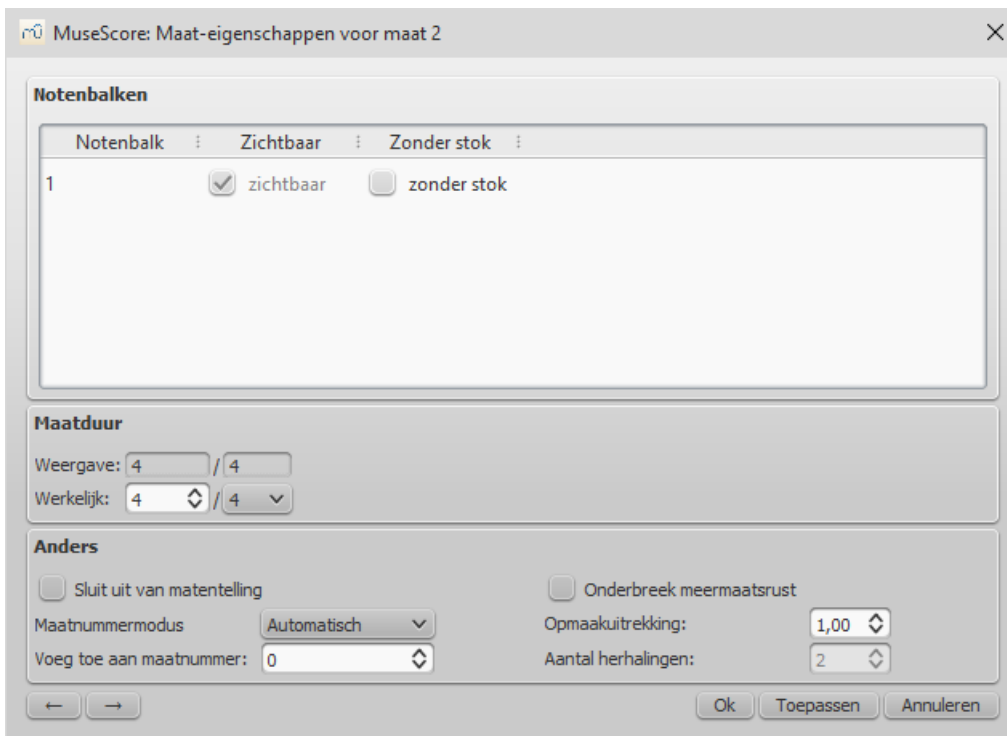 MuseScore: Maat-eigenschappen voor maat 2
Notenbalken
Notenbalk Zichtbaar Zonder stok
1 zichtbaar zonder stok
Maatduur
Weergave: 4 / 4
Werkelijk: 4 / 4
Anders
Sluit uit van matentelling Onderbreek meermaatsrust
Maatnummermodus Automatisch Opmaakuitrekking: 1,00
Voeg toe aan maatnummer: 0 Aantal herhalingen: 2
← → Ok Toepassen Annuleren